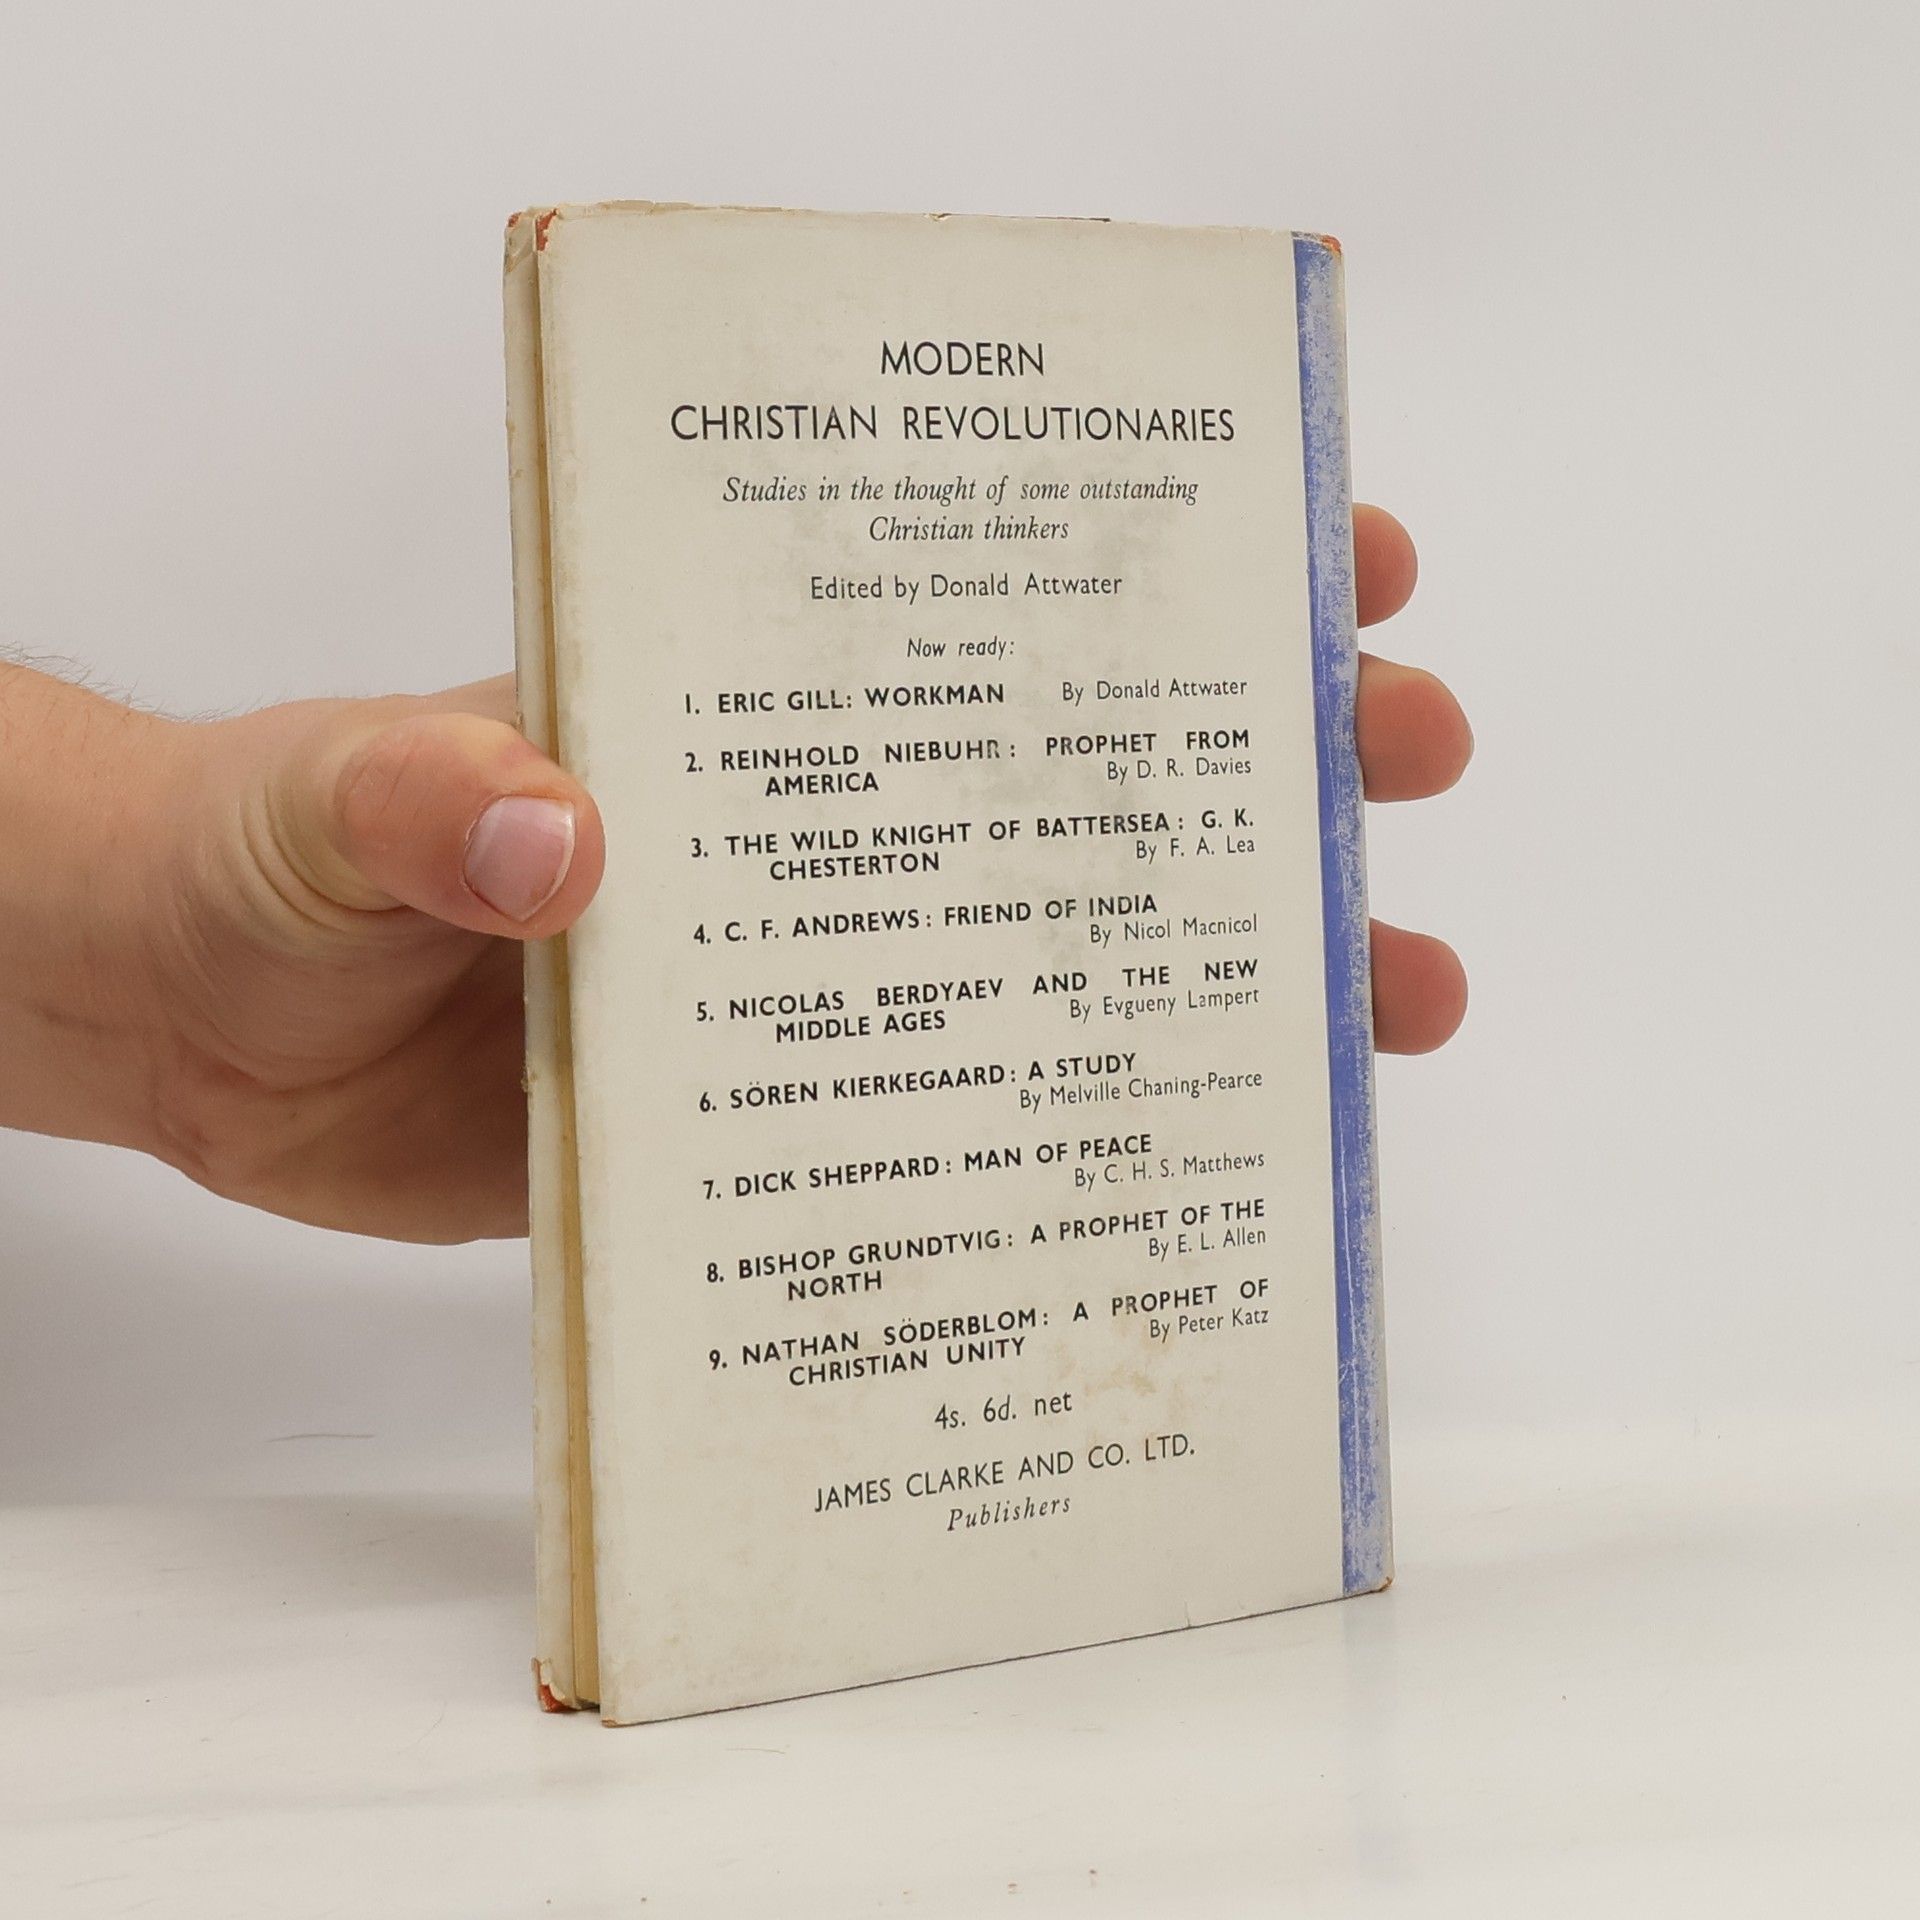 MODERN
CHRISTIAN REVOLUTIONARIES
Studies in the thought of some outstanding
Christian thinkers
Edited by Donald Attwater
Now ready:
1. ERIC GILL: WORKMAN By Donald Attwater
2. REINHOLD NIEBUHR: PROPHET FROM
AMERICA By D. R. Davies
3. THE WILD KNIGHT OF BATTERSEA: G. K.
CHESTERTON By F. A. Lea
4. C. F. ANDREWS: FRIEND OF INDIA
By Nicol Macnicol
5. NICOLAS BERDYAEV AND THE NEW
MIDDLE AGES By Evgueny Lampert
6. SÖREN KIERKEGAARD: A STUDY
By Melville Chaning-Pearce
7. DICK SHEPPARD: MAN OF PEACE
By C. H. S. Matthews
8. BISHOP GRUNDTVIG: A PROPHET OF THE
NORTH By E. L. Allen
9. NATHAN SÖDERBLOM: A PROPHET OF
CHRISTIAN UNITY By Peter Katz
4s. 6d. net
JAMES CLARKE AND CO. LTD.
Publishers